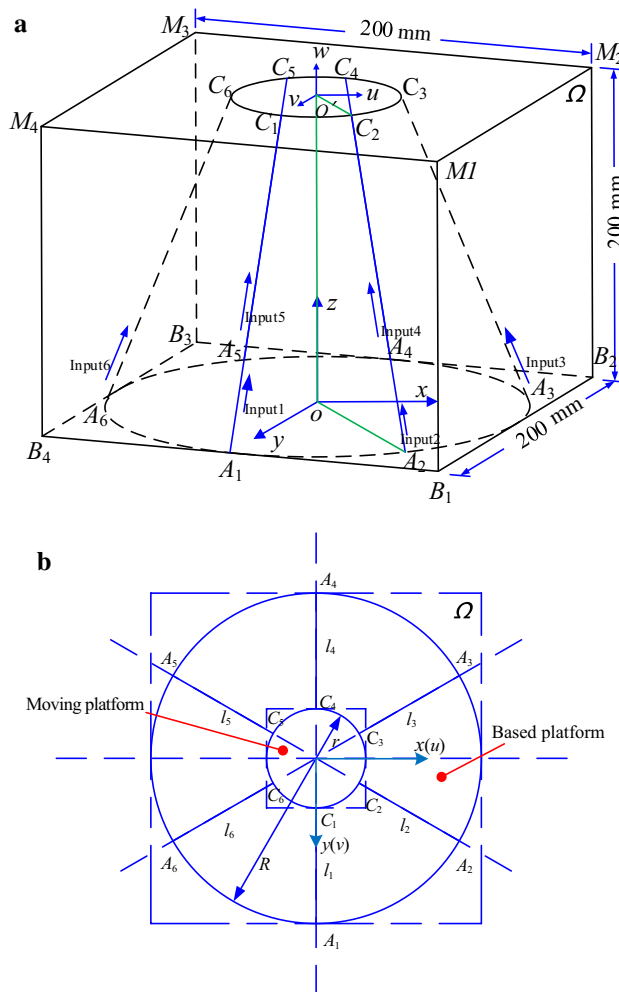 a
M3
200 mm
M2
w
C5
C4
C6
C3
v
u
Ω
O'
M4
C1
C2
M1
200 mm
z
Input5
Input4
B3
Input6
A5
A4
Input3
B2
Input1
x
A3
A6
o
200 mm
y
Input2
B4
A1
A2
B1
b
A4
Ω
l4
A5
A3
Moving platform
C4
l5
C5
r
l3
Based platform
C3
x(u)
C6
C2
l6
C1
l2
y(v)
A6
R
l1
A2
A1